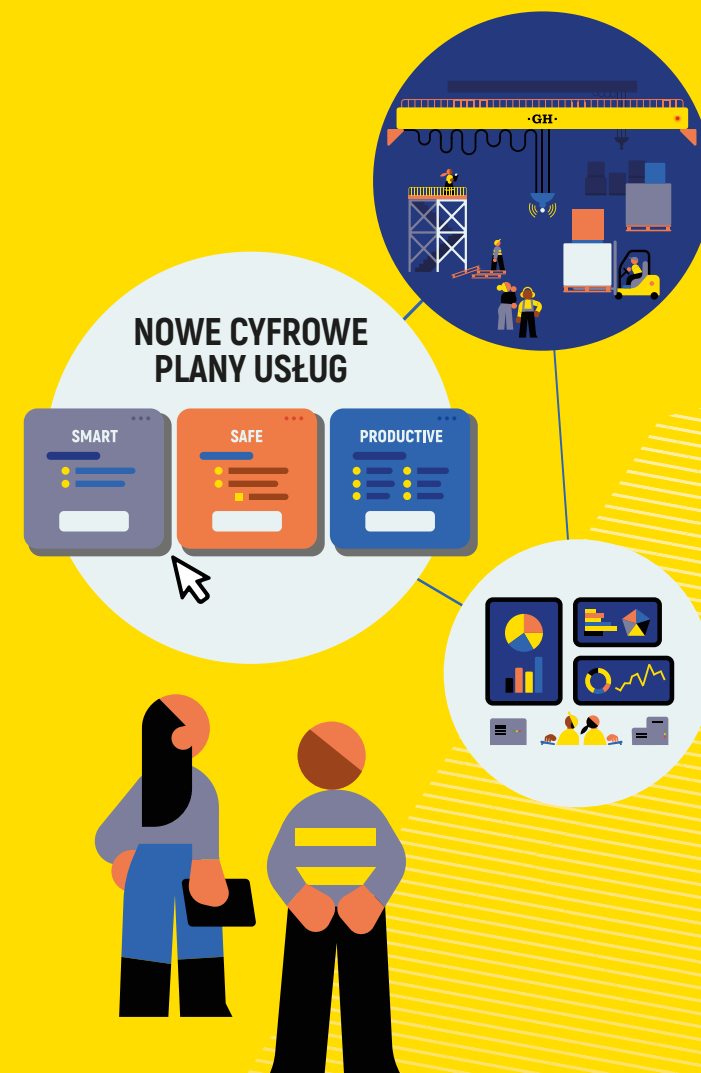 ·GH·
NOWE CYFROWE
PLANY USŁUG
SMART
SAFE
PRODUCTIVE